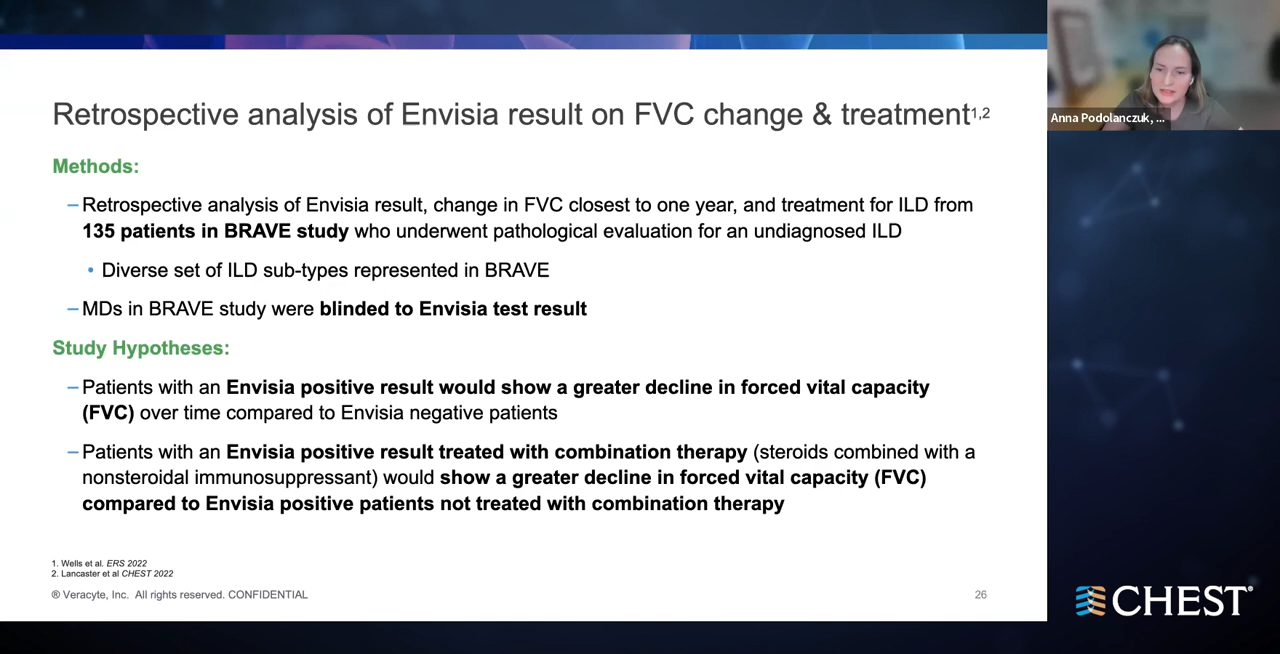 Retrospective analysis of Envisia result on FVC change & treatment1,2
Methods:
– Retrospective analysis of Envisia result, change in FVC closest to one year, and treatment for ILD from
135 patients in BRAVE study who underwent pathological evaluation for an undiagnosed ILD
• Diverse set of ILD sub-types represented in BRAVE
– MDs in BRAVE study were blinded to Envisia test result
Study Hypotheses:
– Patients with an Envisia positive result would show a greater decline in forced vital capacity
(FVC) over time compared to Envisia negative patients
– Patients with an Envisia positive result treated with combination therapy (steroids combined with a
nonsteroidal immunosuppressant) would show a greater decline in forced vital capacity (FVC)
compared to Envisia positive patients not treated with combination therapy
1. Wells et al. ERS 2022
2. Lancaster et al CHEST 2022
® Veracyte, Inc. All rights reserved. CONFIDENTIAL
26
Anna Podolanczuk, ...
CHEST®